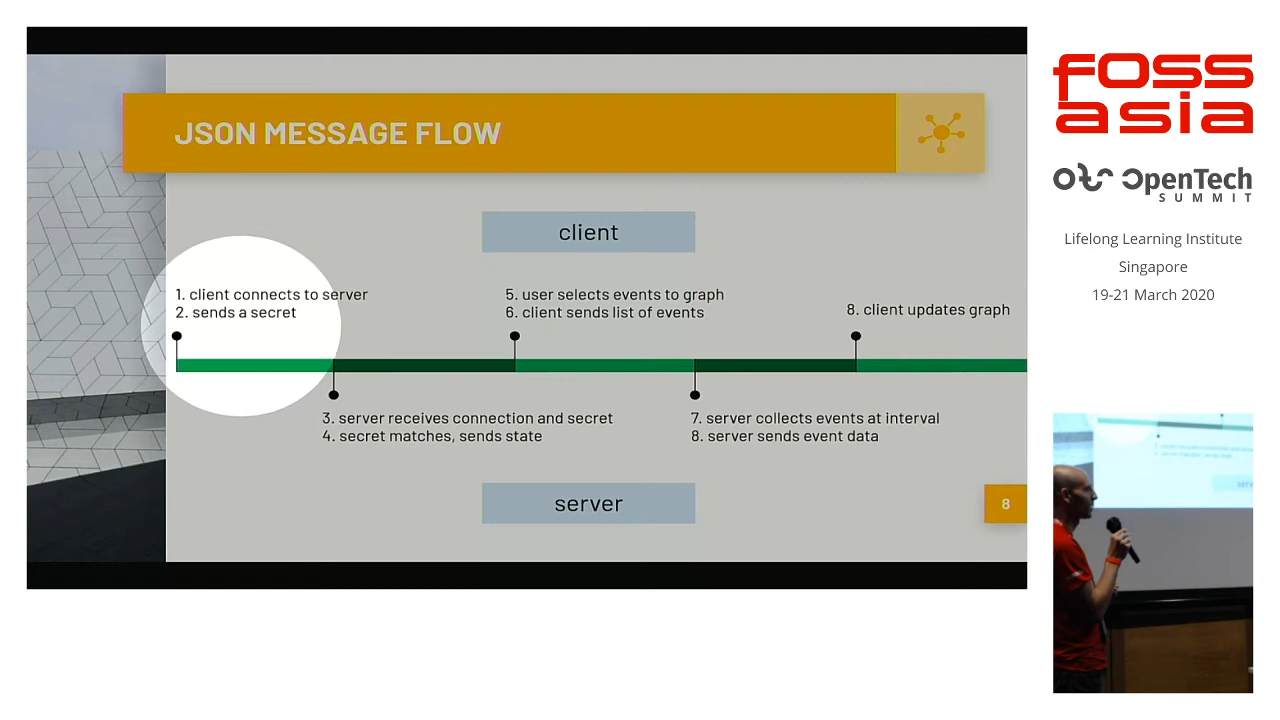 JSON MESSAGE FLOW
client
1. client connects to server
2. sends a secret
5. user selects events to graph
6. client sends list of events
8. client updates graph
3. server receives connection and secret
4. secret matches, sends state
7. server collects events at interval
8. server sends event data
server
8
foss
asia
OpenTech
SUMMIT
Lifelong Learning Institute
Singapore
19-21 March 2020